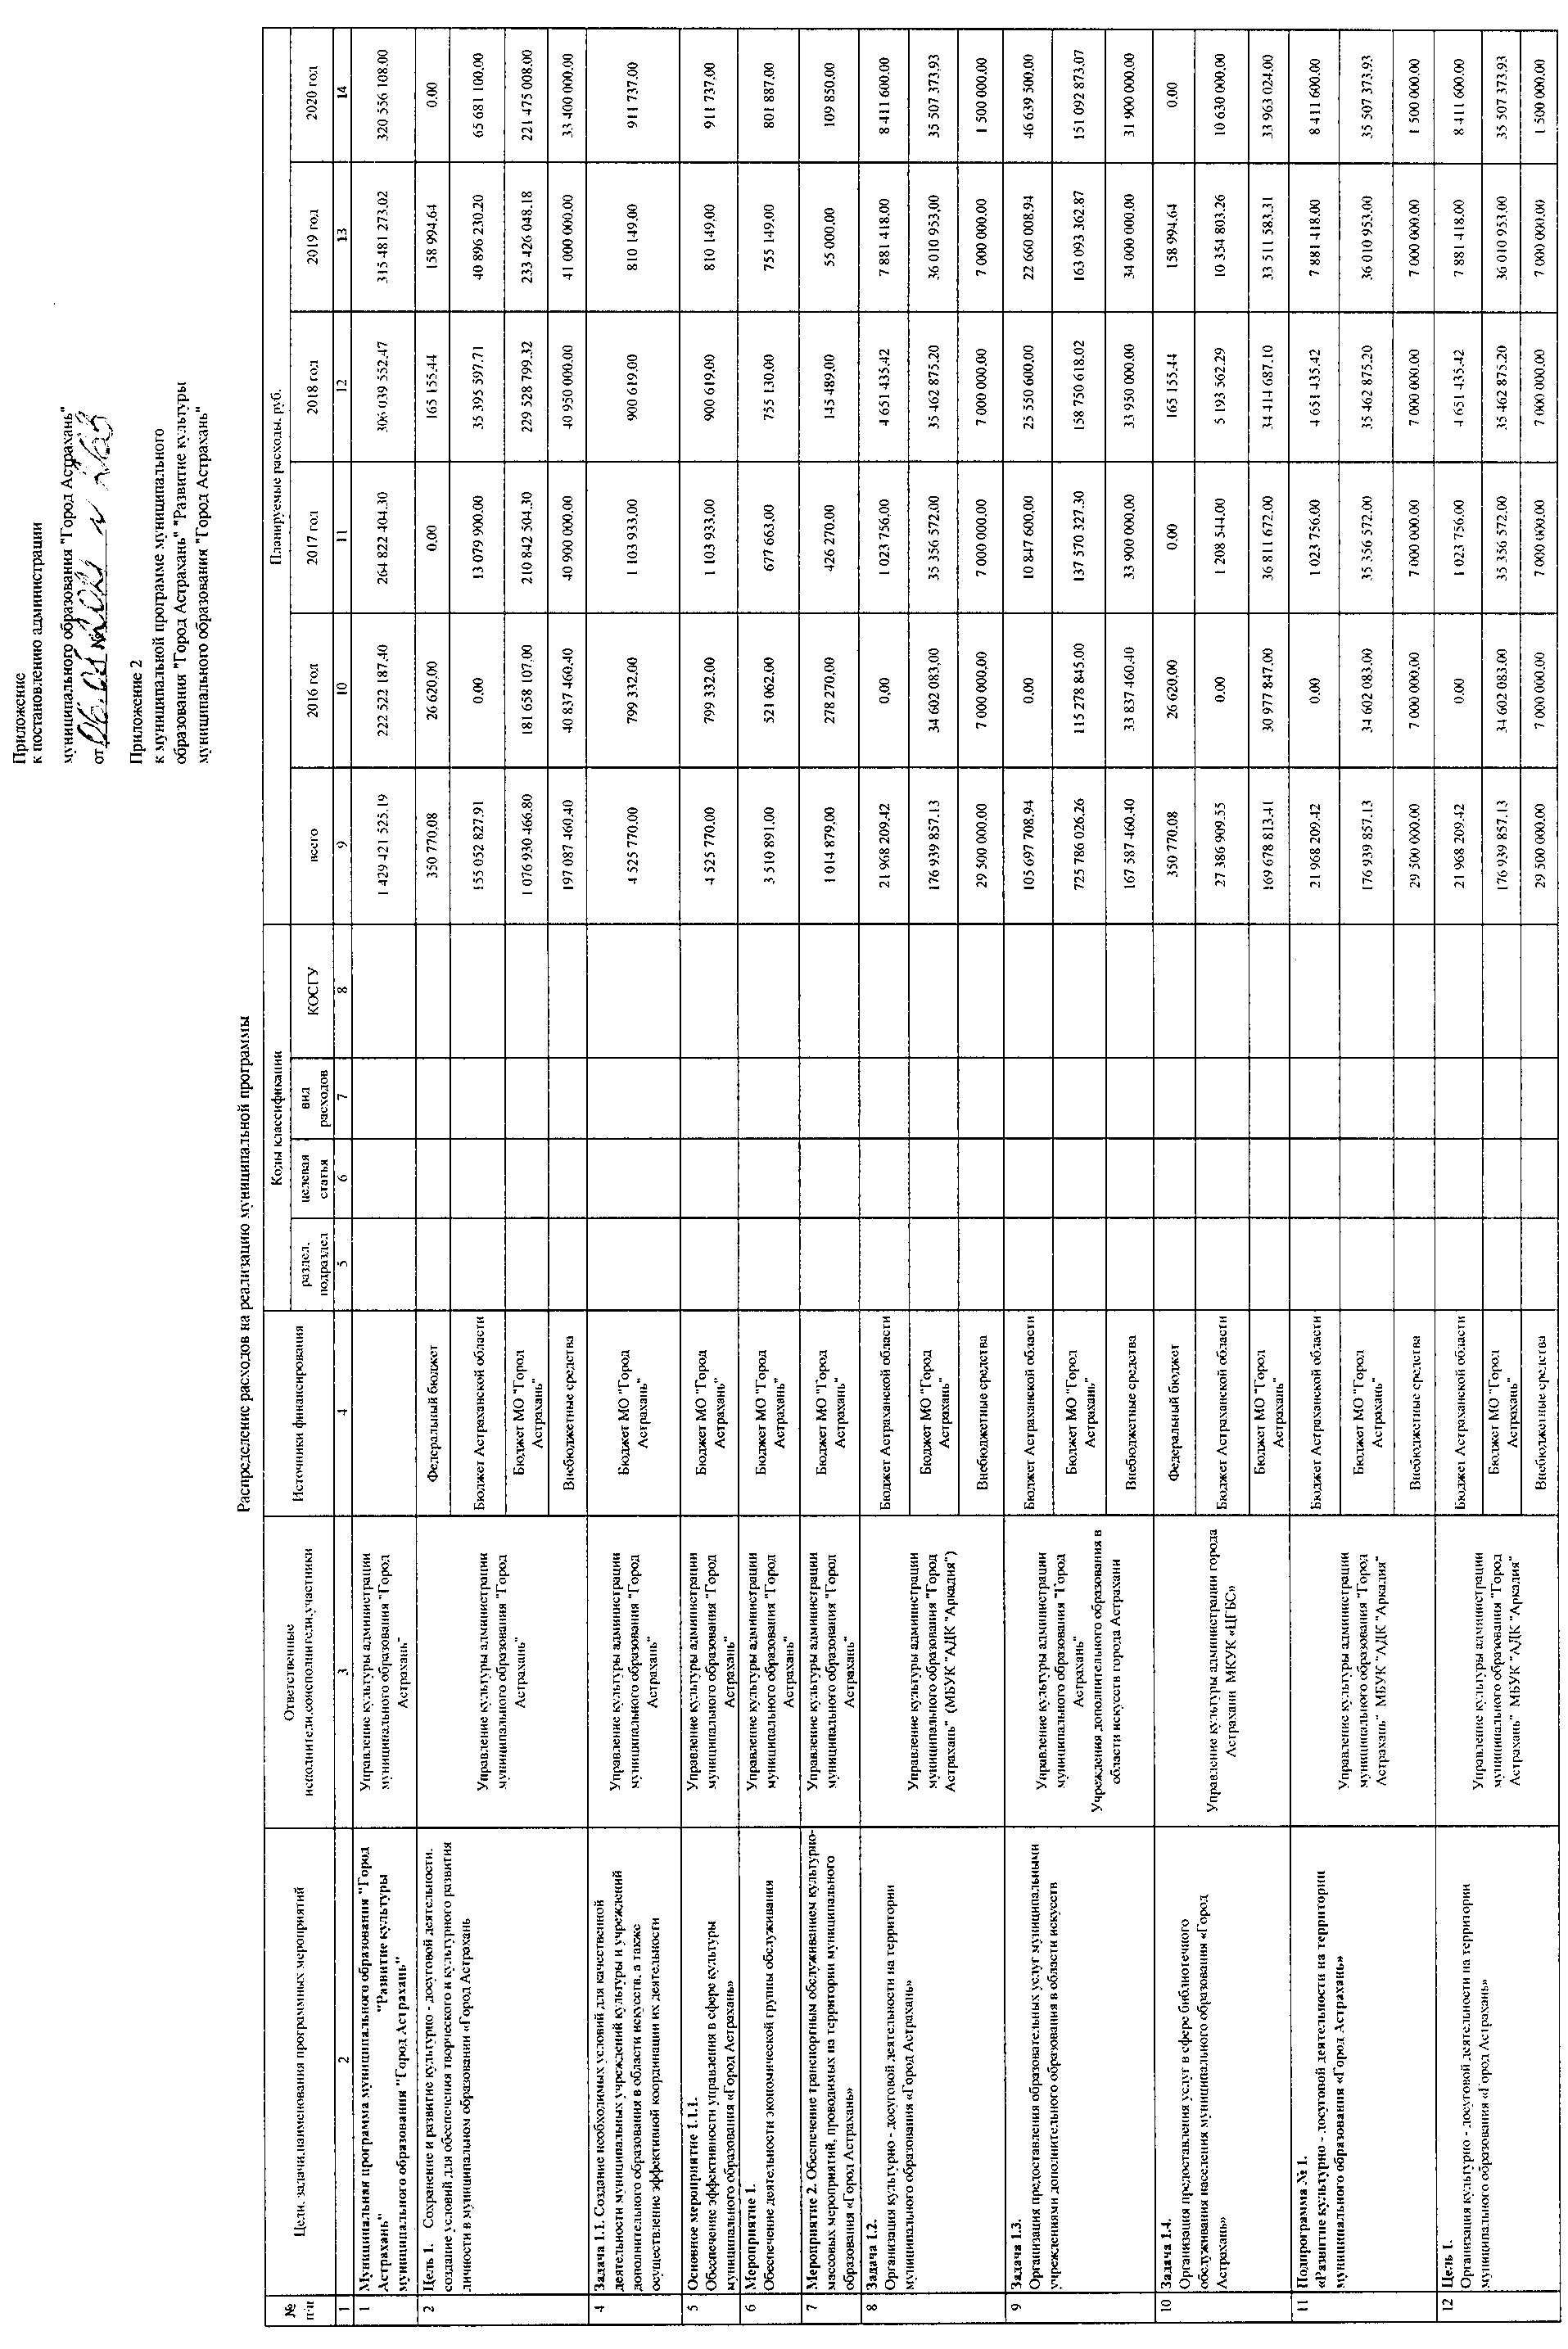 Приложение
к постановлению администрации
муниципального образования "Город Астрахань"
от
Приложение 2
к муниципальной программе муниципального
образования "Город Астрахань" "Развитие культуры
муниципального образования "Город Астрахань"
Распределение расходов на реализацию муниципальной программы
№ п/п | Цели, задачи, наименования программных мероприятий | Ответственные исполнители, соисполнители, участники | Источники финансирования | Коды классификации | Планируемые расходы, руб.
раздел, подраздел | целевая статья | вид расходов | КОСГУ | всего | 2016 год | 2017 год | 2018 год | 2019 год | 2020 год
1 | 2 | 3 | 4 | 5 | 6 | 7 | 8 | 9 | 10 | 11 | 12 | 13 | 14
1 | Муниципальная программа муниципального образования "Город
Астрахань" "Развитие культуры
муниципального образования "Город Астрахань"
Управление культуры администрации
муниципального образования "Город
Астрахань"
1 429 421 525.19 | 222 522 187.40 | 264 822 404.30 | 306 039 552.47 | 315 481 273.02 | 320 556 108.00
2 | Цель 1. Сохранение и развитие культурно - досуговой деятельности,
создание условий для обеспечения творческого и культурного развития
личности в муниципальном образовании «Город Астрахань
Управление культуры администрации
муниципального образования "Город
Астрахань"
Федеральный бюджет | 350 770,08 | 26 620,00 | 0.00 | 165 155.44 | 158 994.64 | 0.00
Бюджет Астраханской области | 155 052 827.91 | 0.00 | 13 079 900.00 | 35 395 597.71 | 40 896 230.20 | 65 681 100.00
Бюджет МО "Город Астрахань" | 1 076 930 466.80 | 181 658 107,00 | 210 842 504.30 | 229 528 799.32 | 233 426 048.18 | 221 475 008.00
Внебюджетные средства | 197 087 460.40 | 40 837 460.40 | 40 900 000.00 | 40 950 000.00 | 41 000 000.00 | 33 400 000.00
4 | Задача 1.1. Создание необходимых условий для качественной
деятельности муниципальных учреждений культуры и учреждений
дополнительного образования в области искусств, а также
осуществление эффективной координации их деятельности
Управление культуры администрации
муниципального образования "Город
Астрахань"
Бюджет МО "Город Астрахань" | 4 525 770.00 | 799 332.00 | 1 103 933.00 | 900 619.00 | 810 149.00 | 911 737.00
5 | Основное мероприятие 1.1.1.
Обеспечение эффективности управления в сфере культуры
муниципального образования «Город Астрахань»
Управление культуры администрации
муниципального образования "Город
Астрахань"
Бюджет МО "Город Астрахань" | 4 525 770.00 | 799 332.00 | 1 103 933.00 | 900 619.00 | 810 149,00 | 911 737,00
6 | Мероприятие 1.
Обеспечение деятельности экономической группы обслуживания
Управление культуры администрации
муниципального образования "Город
Астрахань"
Бюджет МО "Город Астрахань" | 3 510 891.00 | 521 062.00 | 677 663.00 | 755 130.00 | 755 149.00 | 801 887.00
7 | Мероприятие 2. Обеспечение транспортным обслуживанием культурно-
массовых мероприятий, проводимых на территории муниципального
образования «Город Астрахань»
Управление культуры администрации
муниципального образования "Город
Астрахань"
Бюджет МО "Город Астрахань" | 1 014 879,00 | 278 270,00 | 426 270.00 | 145 489.00 | 55 000.00 | 109 850.00
8 | Задача 1.2.
Организация культурно - досуговой деятельности на территории
муниципального образования «Город Астрахань»
Управление культуры администрации
муниципального образования "Город
Астрахань" (МБУК "АДК "Аркадия")
Бюджет Астраханской области | 21 968 209,42 | 0,00 | 1 023 756,00 | 4 651 435.42 | 7 881 418.00 | 8 411 600.00
Бюджет МО "Город Астрахань" | 176 939 857.13 | 34 602 083,00 | 35 356 572.00 | 35 462 875.20 | 36 010 953,00 | 35 507 373,93
Внебюджетные средства | 29 500 000.00 | 7 000 000,00 | 7 000 000.00 | 7 000 000.00 | 7 000 000.00 | 1 500 000.00
9 | Задача 1.3.
Организация предоставления образовательных услуг муниципальными
учреждениями дополнительного образования в области искусств
Управление культуры администрации
муниципального образования "Город
Астрахань"
Учреждения дополнительного образования в
области искусств города Астрахани
Бюджет Астраханской области | 105 697 708.94 | 0.00 | 10 847 600.00 | 25 550 600.00 | 22 660 008.94 | 46 639 500.00
Бюджет МО "Город Астрахань" | 725 786 026.26 | 115 278 845.00 | 137 570 327.30 | 158 750 618.02 | 163 093 362.87 | 151 092 873.07
Внебюджетные средства | 167 587 460.40 | 33 837 460.40 | 33 900 000,00 | 33 950 000.00 | 34 000 000.00 | 31 900 000.00
10 | Задача 1.4.
Организация предоставления услуг в сфере библиотечного
обслуживания населения муниципального образования «Город
Астрахань»
Управление культуры администрации города
Астрахани МКУК «ЦГБС»
Федеральный бюджет | 350 770.08 | 26 620,00 | 0.00 | 165 155.44 | 158 994.64 | 0.00
Бюджет Астраханской области | 27 386 909.55 | 0.00 | 1 208 544.00 | 5 193 562.29 | 10 354 803.26 | 10 630 000.00
Бюджет МО "Город Астрахань" | 169 678 813.41 | 30 977 847.00 | 36 811 672.00 | 34 414 687.10 | 33 511 583.31 | 33 963 024.00
11 | Подпрограмма № 1.
«Развитие культурно - досуговой деятельности на территории
муниципального образования «Город Астрахань»
Управление культуры администрации
муниципального образования "Город
Астрахань" МБУК "АДК "Аркадия"
Бюджет Астраханской области | 21 968 209.42 | 0.00 | 1 023 756.00 | 4 651 435.42 | 7 881 418.00 | 8 411 600.00
Бюджет МО "Город Астрахань" | 176 939 857.13 | 34 602 083.00 | 35 356 572.00 | 35 462 875.20 | 36 010 953.00 | 35 507 373.93
Внебюджетные средства | 29 500 000.00 | 7 000 000.00 | 7 000 000.00 | 7 000 000.00 | 7 000 000.00 | 1 500 000.00
12 | Цель 1.
Организация культурно - досуговой деятельности на территории
муниципального образования «Город Астрахань»
Управление культуры администрации
муниципального образования "Город
Астрахань" МБУК "АДК "Аркадия"
Бюджет Астраханской области | 21 968 209.42 | 0.00 | 1 023 756.00 | 4 651 435.42 | 7 881 418.00 | 8 411 600.00
Бюджет МО "Город Астрахань" | 176 939 857.13 | 34 602 083.00 | 35 356 572.00 | 35 462 875.20 | 36 010 953.00 | 35 507 373.93
Внебюджетные средства | 29 500 000.00 | 7 000 000.00 | 7 000 000.00 | 7 000 000.00 | 7 000 000.00 | 1 500 000.00